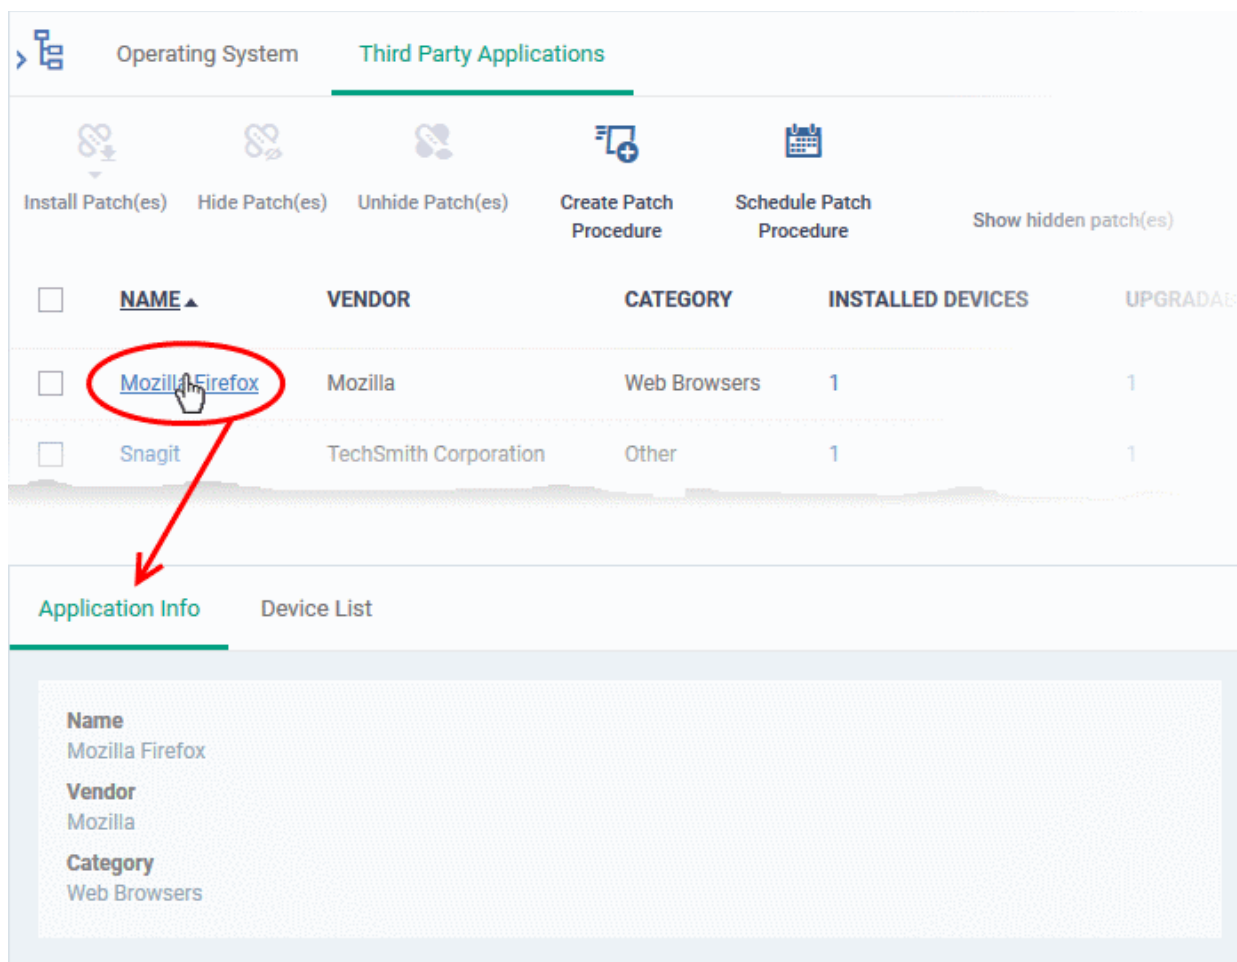 Operating System Third Party Applications
Install Patch(es) Hide Patch(es) Unhide Patch(es) Create Patch Procedure Schedule Patch Procedure Show hidden patch(es)
NAME VENDOR CATEGORY INSTALLED DEVICES
Mozilla Firefox Mozilla Web Browsers 1 1
Snagit TechSmith Corporation Other 1 1
Application Info Device List
Name
Mozilla Firefox
Vendor
Mozilla
Category
Web Browsers